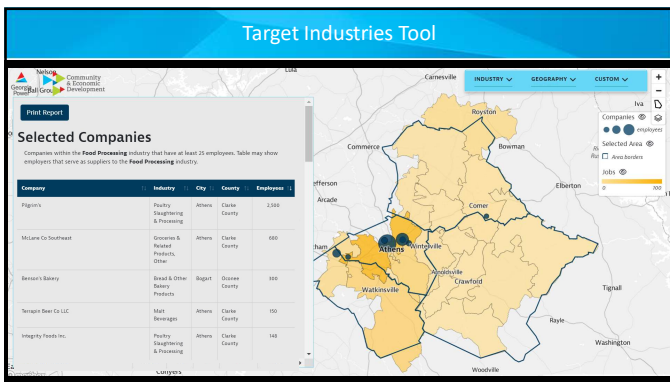 Target Industries Tool
Nelson
Community
& Economic
Development
Georgia
Power
Ball Grou
Cula
Carnesville
INDUSTRY
GEOGRAPHY
CUSTOM
+
−
Print Report
Selected Companies
Companies within the Food Processing industry that have at least 25 employees. Table may show
employers that serve as suppliers to the Food Processing industry.
Company Industry City County Employees
Pilgrim's Poultry Slaughtering & Processing Athens Clarke County 2,500
McLane Co Southeast Groceries & Related Products, Other Athens Clarke County 680
Benson's Bakery Bread & Other Bakery Products Bogart Oconee County 300
Terrapin Beer Co LLC Malt Beverages Athens Clarke County 150
Integrity Foods Inc. Poultry Slaughtering & Processing Athens Clarke County 146
Iva
Companies
employees
Selected Area
Area borders
Jobs
0 100
Royston
Commerce
Bowman
Jefferson
Elberton
Arcade
Comer
Athens
Winterville
Arnoldsville
Crawford
Watkinsville
Tignall
Rayle
Washington
Woodville
Conyers